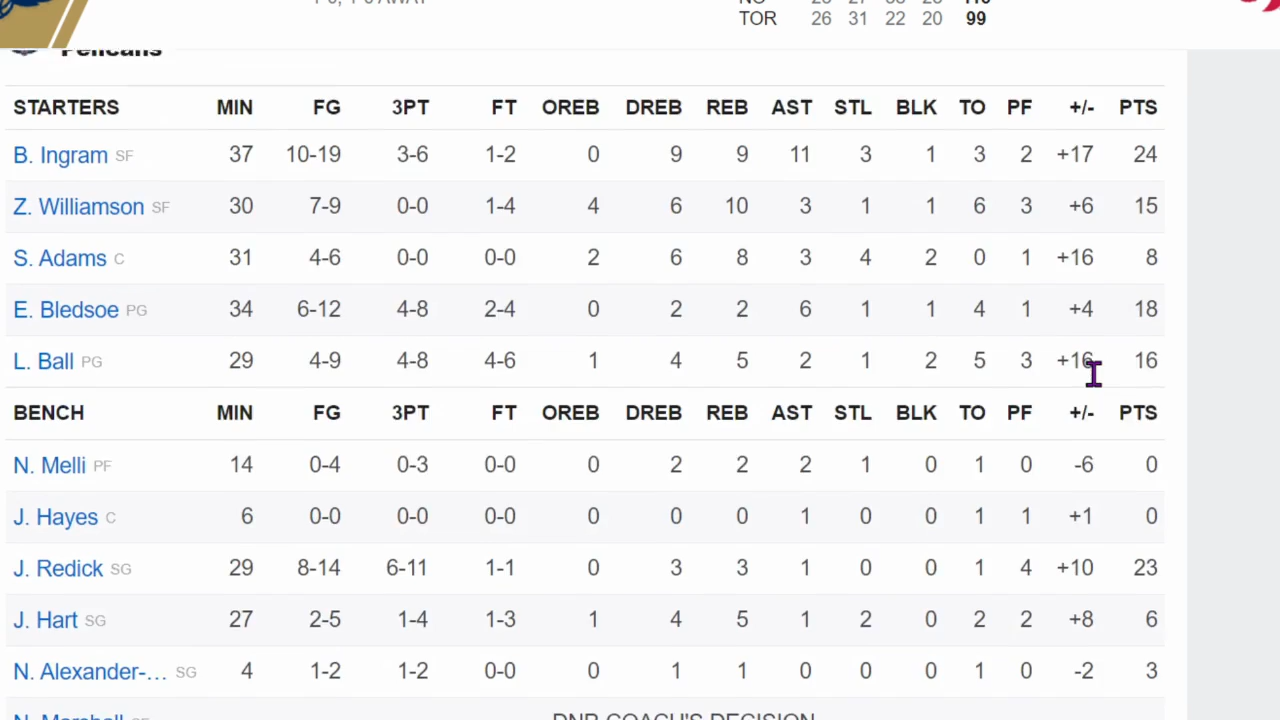 TOR 26 31 22 20 99
Pelicans
STARTERS MIN FG 3PT FT OREB DREB REB AST STL BLK TO PF +/- PTS
B. Ingram SF 37 10-19 3-6 1-2 0 9 9 11 3 1 3 2 +17 24
Z. Williamson SF 30 7-9 0-0 1-4 4 6 10 3 1 1 6 3 +6 15
S. Adams C 31 4-6 0-0 0-0 2 6 8 3 4 2 0 1 +16 8
E. Bledsoe PG 34 6-12 4-8 2-4 0 2 2 6 1 1 4 1 +4 18
L. Ball PG 29 4-9 4-8 4-6 1 4 5 2 1 2 5 3 +16 16
BENCH MIN FG 3PT FT OREB DREB REB AST STL BLK TO PF +/- PTS
N. Melli PF 14 0-4 0-3 0-0 0 2 2 2 1 0 1 0 -6 0
J. Hayes C 6 0-0 0-0 0-0 0 0 0 1 0 0 1 1 +1 0
J. Redick SG 29 8-14 6-11 1-1 0 3 3 1 0 0 1 4 +10 23
J. Hart SG 27 2-5 1-4 1-3 1 4 5 1 2 0 2 2 +8 6
N. Alexander-... SG 4 1-2 1-2 0-0 0 1 1 0 0 0 1 0 -2 3
N. Marshall DNP-COACH'S DECISION